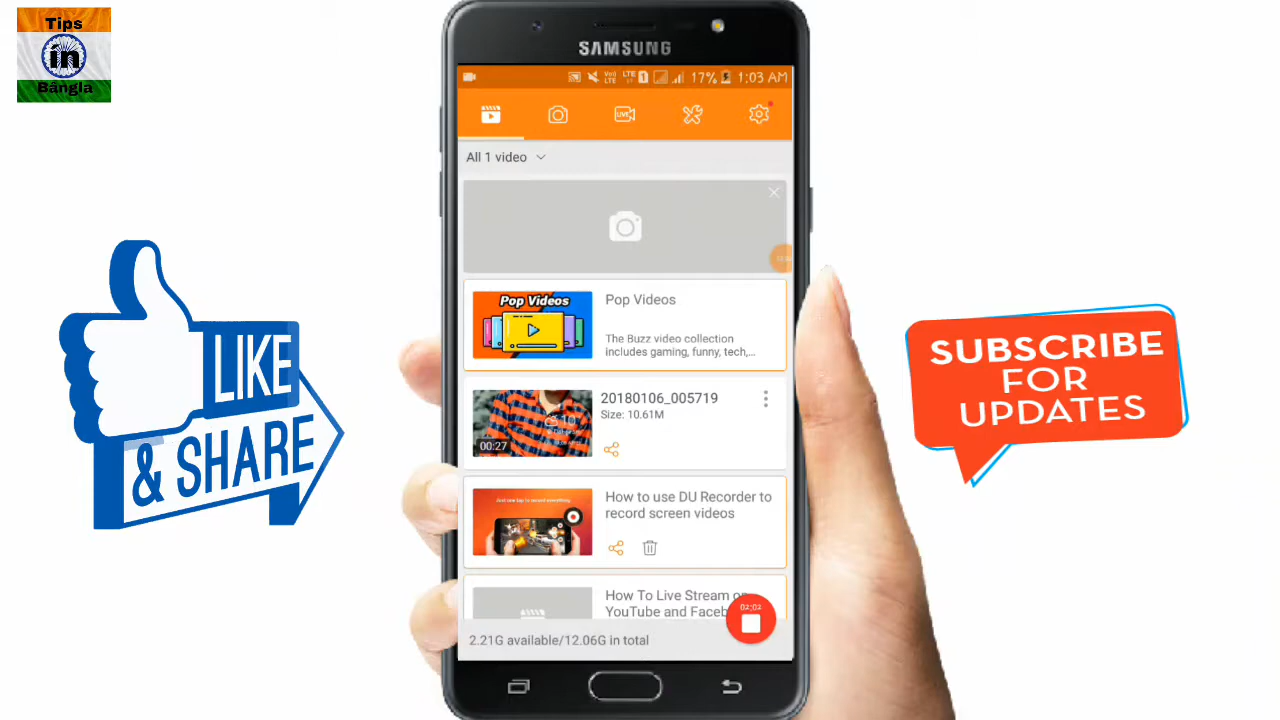 Tips
in
Bangla
SAMSUNG
17% 1:03 AM
LIVE
All 1 video
Pop Videos
Pop Videos
The Buzz video collection
includes gaming, funny, tech,...
20180106_005719
Size: 10.61M
00:27
How to use DU Recorder to
record screen videos
How To Live Stream on
YouTube and Faceb
02:02
2.21G available/12.06G in total
LIKE
& SHARE
SUBSCRIBE
FOR
UPDATES